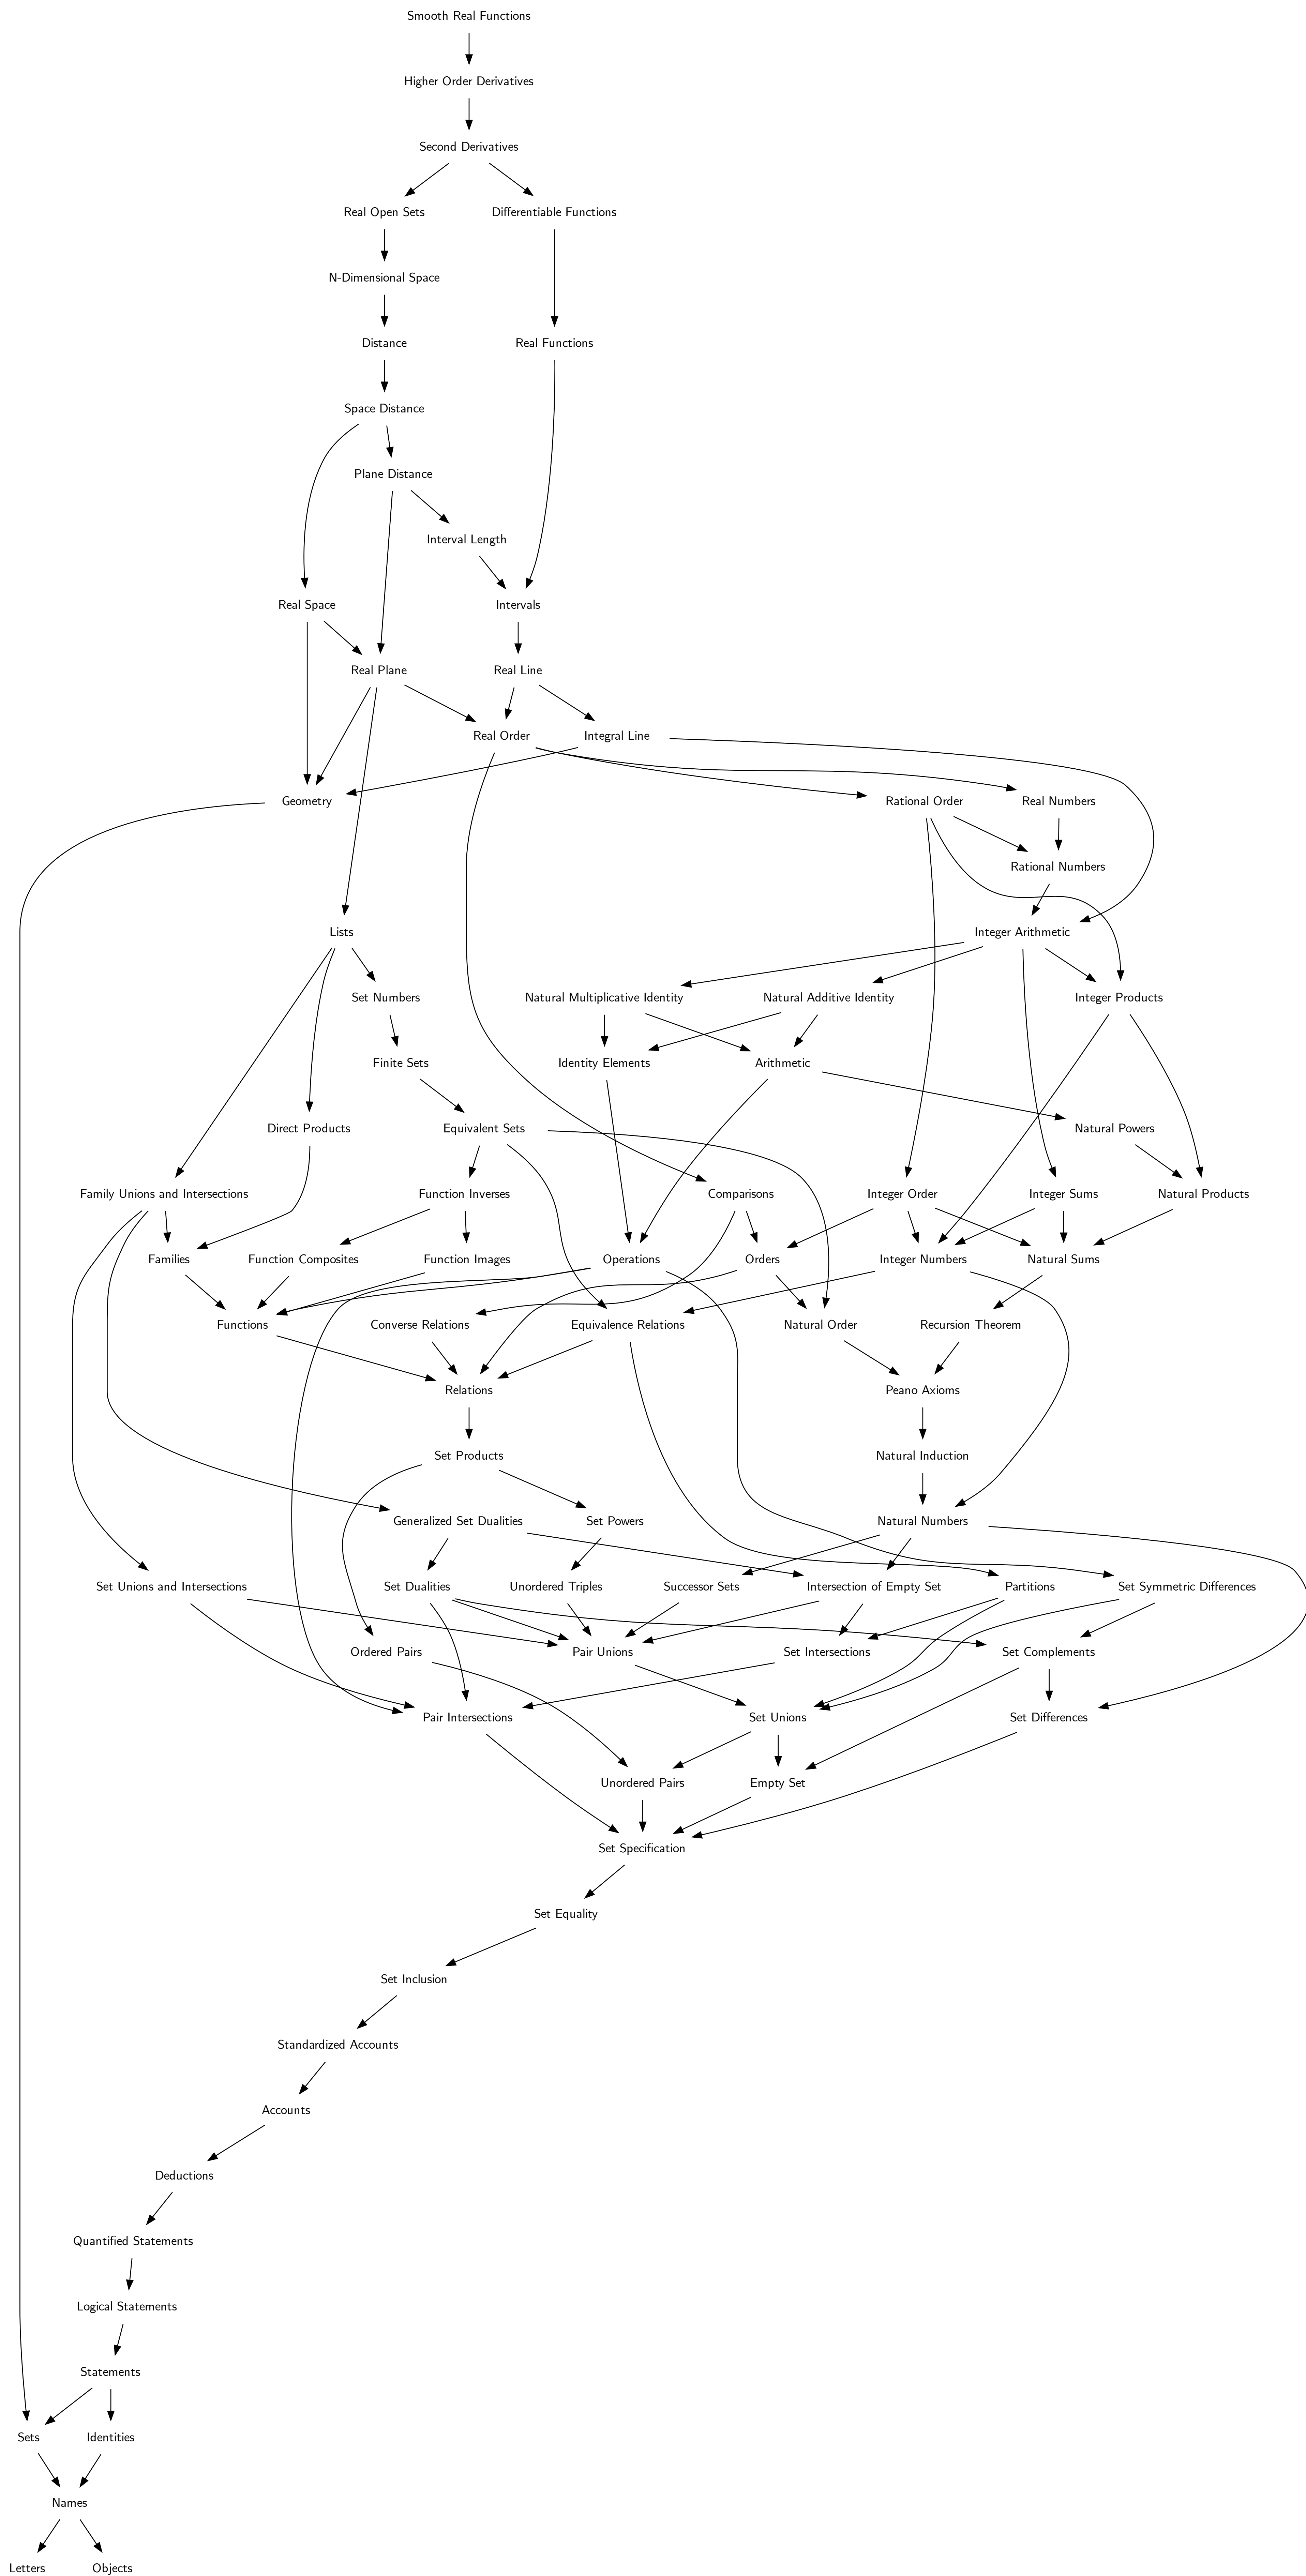 Smooth Real Functions
Higher Order Derivatives
Second Derivatives
Real Open Sets
Differentiable Functions
N-Dimensional Space
Distance
Real Functions
Space Distance
Plane Distance
Interval Length
Real Space
Intervals
Real Plane
Real Line
Real Order
Integral Line
Geometry
Rational Order
Real Numbers
Rational Numbers
Lists
Integer Arithmetic
Set Numbers
Natural Multiplicative Identity
Natural Additive Identity
Integer Products
Finite Sets
Identity Elements
Arithmetic
Direct Products
Equivalent Sets
Natural Powers
Family Unions and Intersections
Function Inverses
Comparisons
Integer Order
Integer Sums
Natural Products
Families
Function Composites
Function Images
Operations
Orders
Integer Numbers
Natural Sums
Functions
Converse Relations
Equivalence Relations
Natural Order
Recursion Theorem
Relations
Peano Axioms
Set Products
Natural Induction
Generalized Set Dualities
Set Powers
Natural Numbers
Set Unions and Intersections
Set Dualities
Unordered Triples
Successor Sets
Intersection of Empty Set
Partitions
Set Symmetric Differences
Ordered Pairs
Pair Unions
Set Intersections
Set Complements
Pair Intersections
Set Unions
Set Differences
Unordered Pairs
Empty Set
Set Specification
Set Equality
Set Inclusion
Standardized Accounts
Accounts
Deductions
Quantified Statements
Logical Statements
Statements
Sets
Identities
Names
Letters
Objects